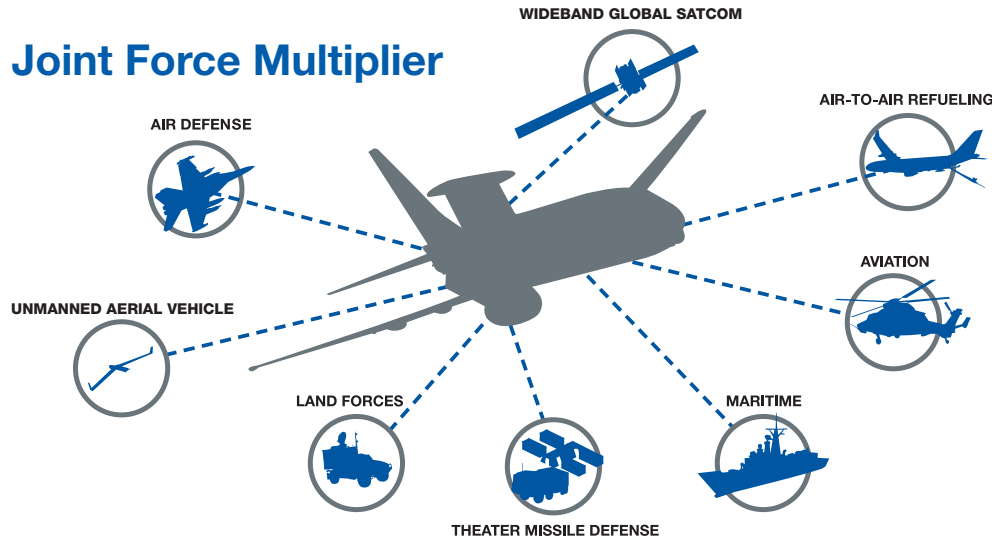 WIDEBAND GLOBAL SATCOM
Joint Force Multiplier
AIR-TO-AIR REFUELING
AIR DEFENSE
AVIATION
UNMANNED AERIAL VEHICLE
LAND FORCES
MARITIME
THEATER MISSILE DEFENSE